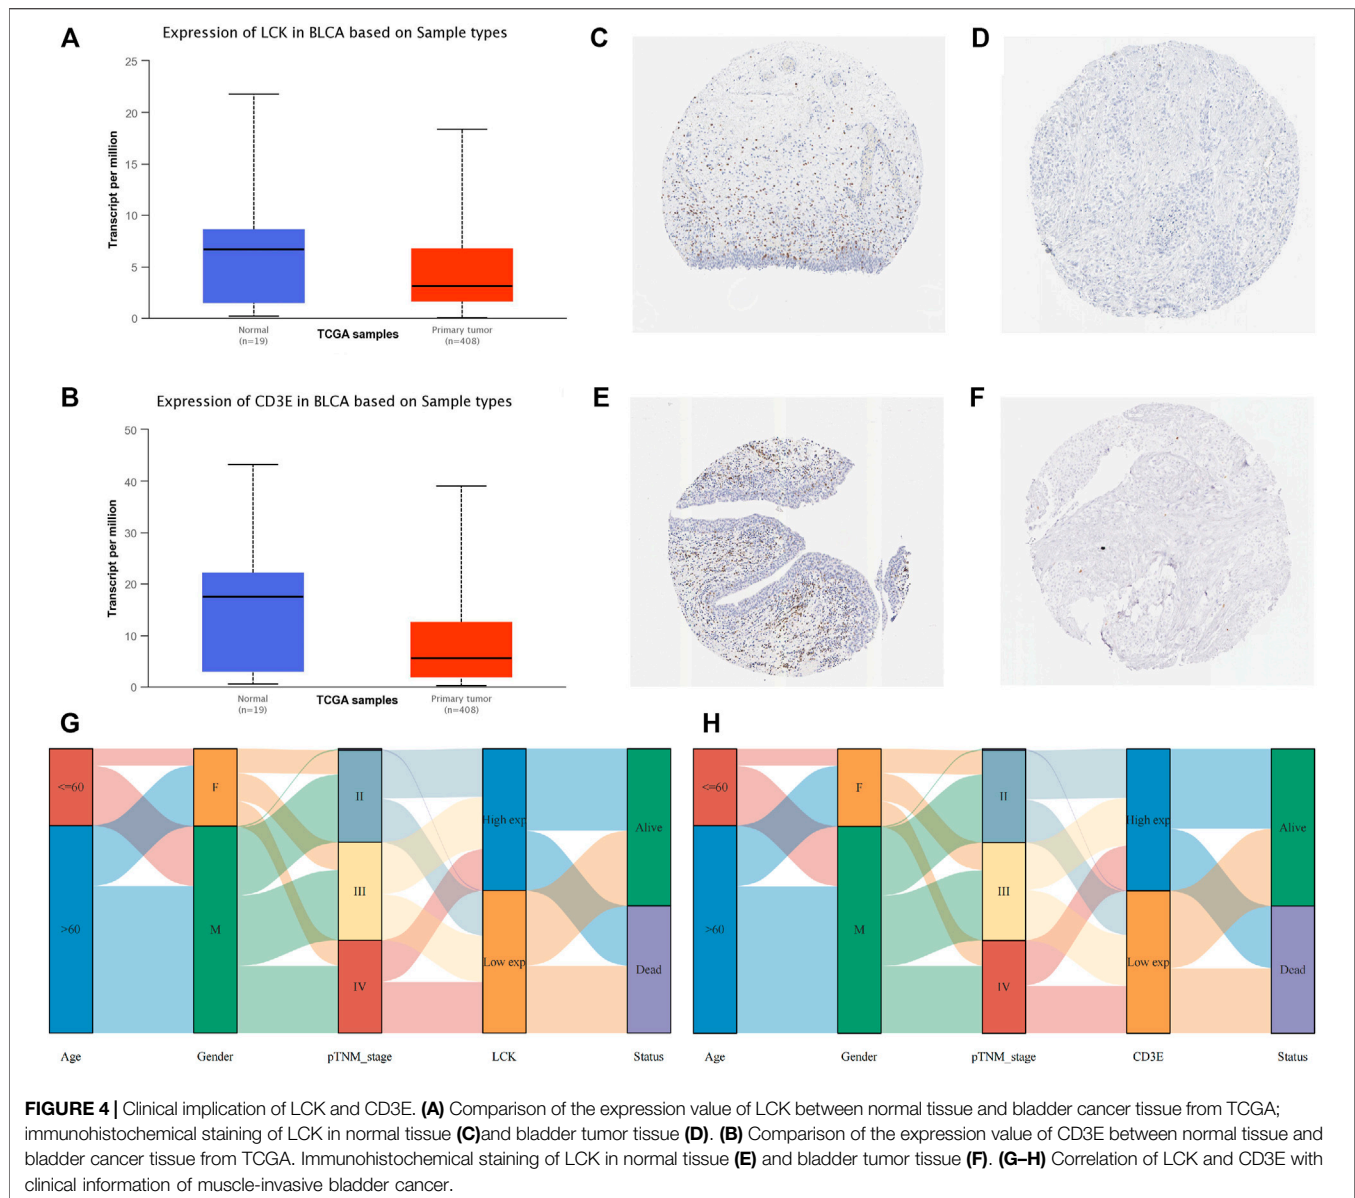 A
Expression of LCK in BLCA based on Sample types
25
20
15
10
5
0
Transcript per million
Normal
(n=19)
TCGA samples
Primary tumor
(n=408)
C
D
B
Expression of CD3E in BLCA based on Sample types
50
40
30
20
10
0
Transcript per million
Normal
(n=19)
TCGA samples
Primary tumor
(n=408)
E
F
G
<=60
>60
F
M
II
III
IV
High exp
Low exp
Alive
Dead
Age
Gender
pTNM_stage
LCK
Status
H
<=60
>60
F
M
II
III
IV
High exp
Low exp
Alive
Dead
Age
Gender
pTNM_stage
CD3E
Status
FIGURE 4 | Clinical implication of LCK and CD3E. (A) Comparison of the expression value of LCK between normal tissue and bladder cancer tissue from TCGA;
immunohistochemical staining of LCK in normal tissue (C)and bladder tumor tissue (D). (B) Comparison of the expression value of CD3E between normal tissue and
bladder cancer tissue from TCGA. Immunohistochemical staining of LCK in normal tissue (E) and bladder tumor tissue (F). (G–H) Correlation of LCK and CD3E with
clinical information of muscle-invasive bladder cancer.